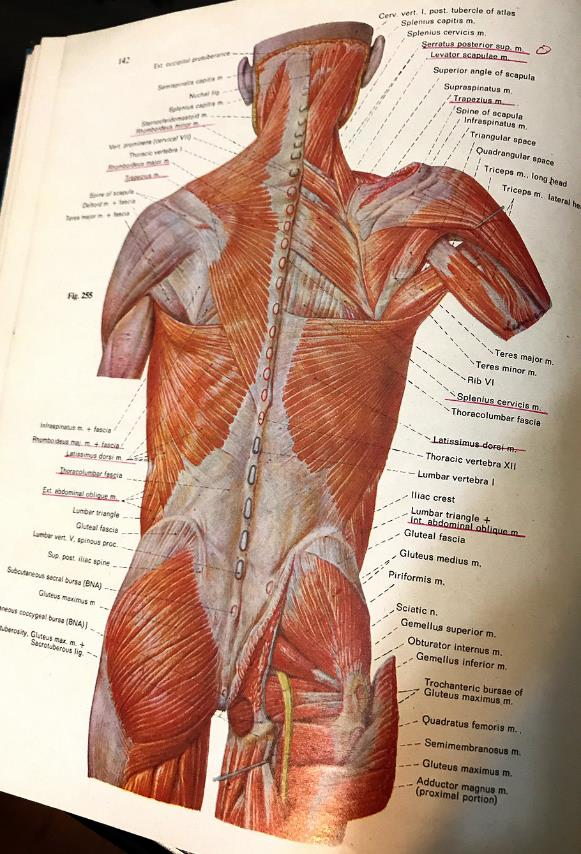 142
Ext. occipital protuberance
Semispinalis capitis m.
Nuchal lig.
Splenius capitis m.
Sternocleidomastoid m.
Rhomboideus minor m.
Vert. prominens (cervical VII)
Thoracic vertebra I
Rhomboideus major m.
Trapezius m.
Spine of scapula
Deltoid m. + fascia
Teres major m. + fascia
Fig. 255
Infraspinatus m. + fascia
Rhomboideus maj. m. + fascia
Latissimus dorsi m.
Thoracolumbar fascia
Ext. abdominal oblique m.
Lumbar triangle
Gluteal fascia
Lumbar vert. V, spinous proc.
Sup. post. iliac spine
Subcutaneous sacral bursa (BNA)
Gluteus maximus m
coccygeal bursa (BNA)]
tuberosity, Gluteus max. m. +
Sacrotuberous lig.
Cerv. vert. I, post. tubercle of atlas
Splenius capitis m.
Splenius cervicis m.
Serratus posterior sup. m.
Levator scapulae m.
Superior angle of scapula
Supraspinatus m.
Trapezius m.
Spine of scapula
Infraspinatus m.
Triangular space
Quadrangular space
Triceps m., long head
Triceps m. lateral
Teres major m.
Teres minor m.
Rib VI
Splenius cervicis m.
Thoracolumbar fascia
Latissimus dorsi m.
Thoracic vertebra XII
Lumbar vertebra I
Iliac crest
Lumbar triangle +
Int. abdominal oblique m.
Gluteal fascia
Gluteus medius m.
Piriformis m.
Sciatic n.
Gemellus superior m.
Obturator internus m.
Gemellus inferior m.
Trochanteric bursae of
Gluteus maximus m.
Quadratus femoris m.
Semimembranosus m.
Gluteus maximus m.
Adductor magnus m.
(proximal portion)